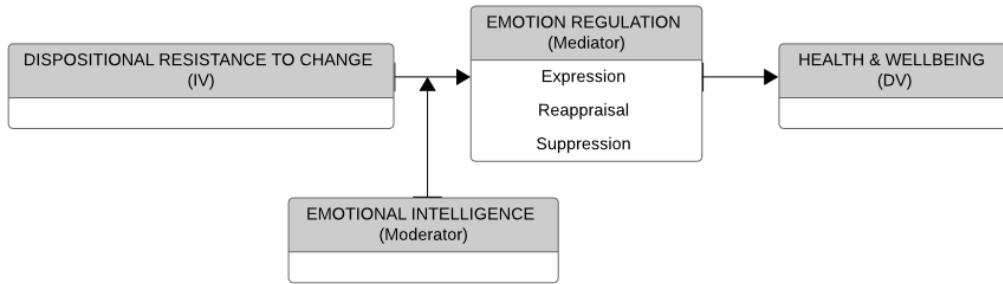 EMOTION REGULATION
(Mediator)
Expression
Reappraisal
Suppression
DISPOSITIONAL RESISTANCE TO CHANGE
(IV)
HEALTH & WELLBEING
(DV)
EMOTIONAL INTELLIGENCE
(Moderator)